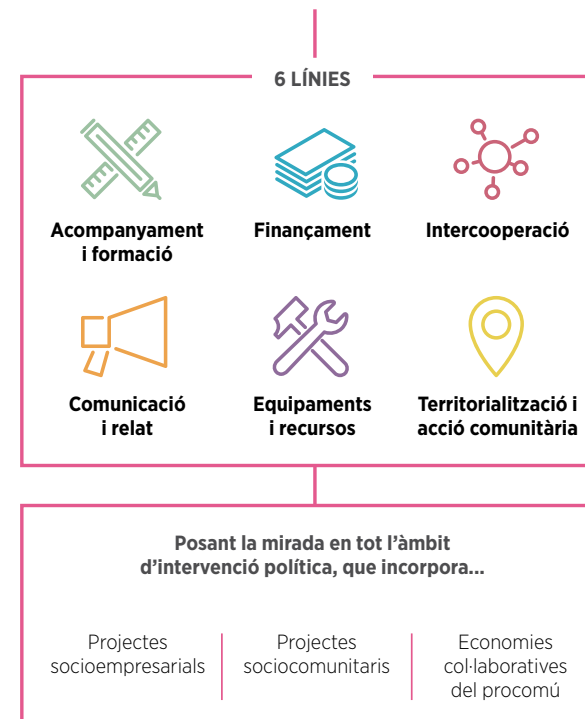 6 LÍNIES
Acompanyament
i formació
Finançament
Intercooperació
Comunicació
i relat
Equipaments
i recursos
Territorialització i
acció comunitària
Posant la mirada en tot l’àmbit
d’intervenció política, que incorpora...
Projectes
socioempresarials
Projectes
sociocomunitaris
Economies
col·laboratives
del procomú